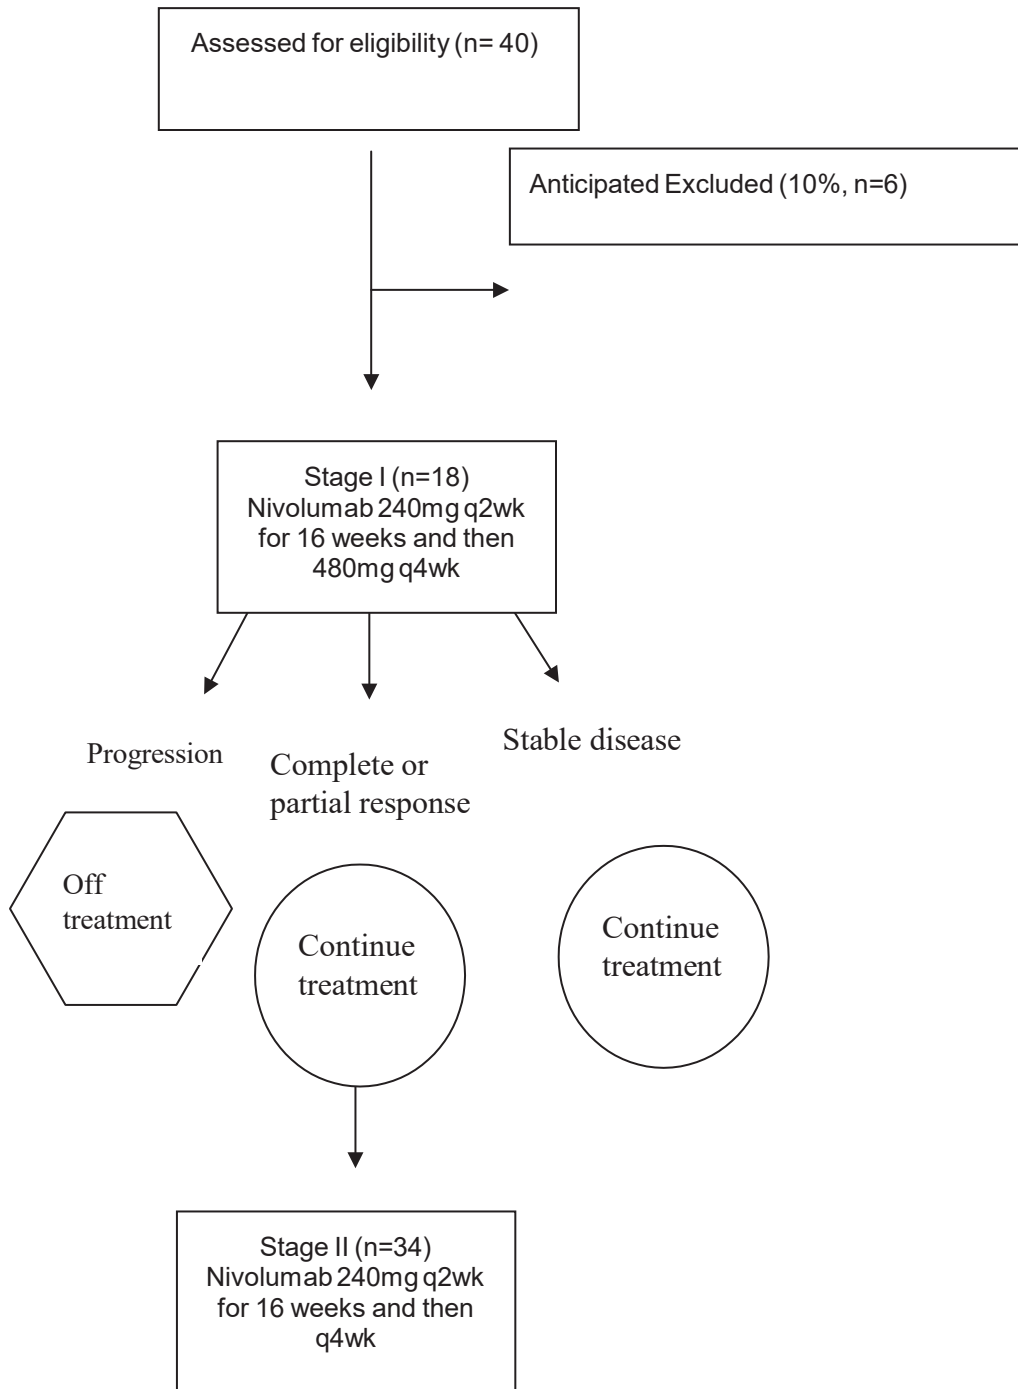 Assessed for eligibility (n= 40)
Anticipated Excluded (10%, n=6)
Stage I (n=18)
Nivolumab 240mg q2wk
for 16 weeks and then
480mg q4wk
Progression
Complete or
partial response
Stable disease
Off
treatment
Continue
treatment
Continue
treatment
Stage II (n=34)
Nivolumab 240mg q2wk
for 16 weeks and then
q4wk